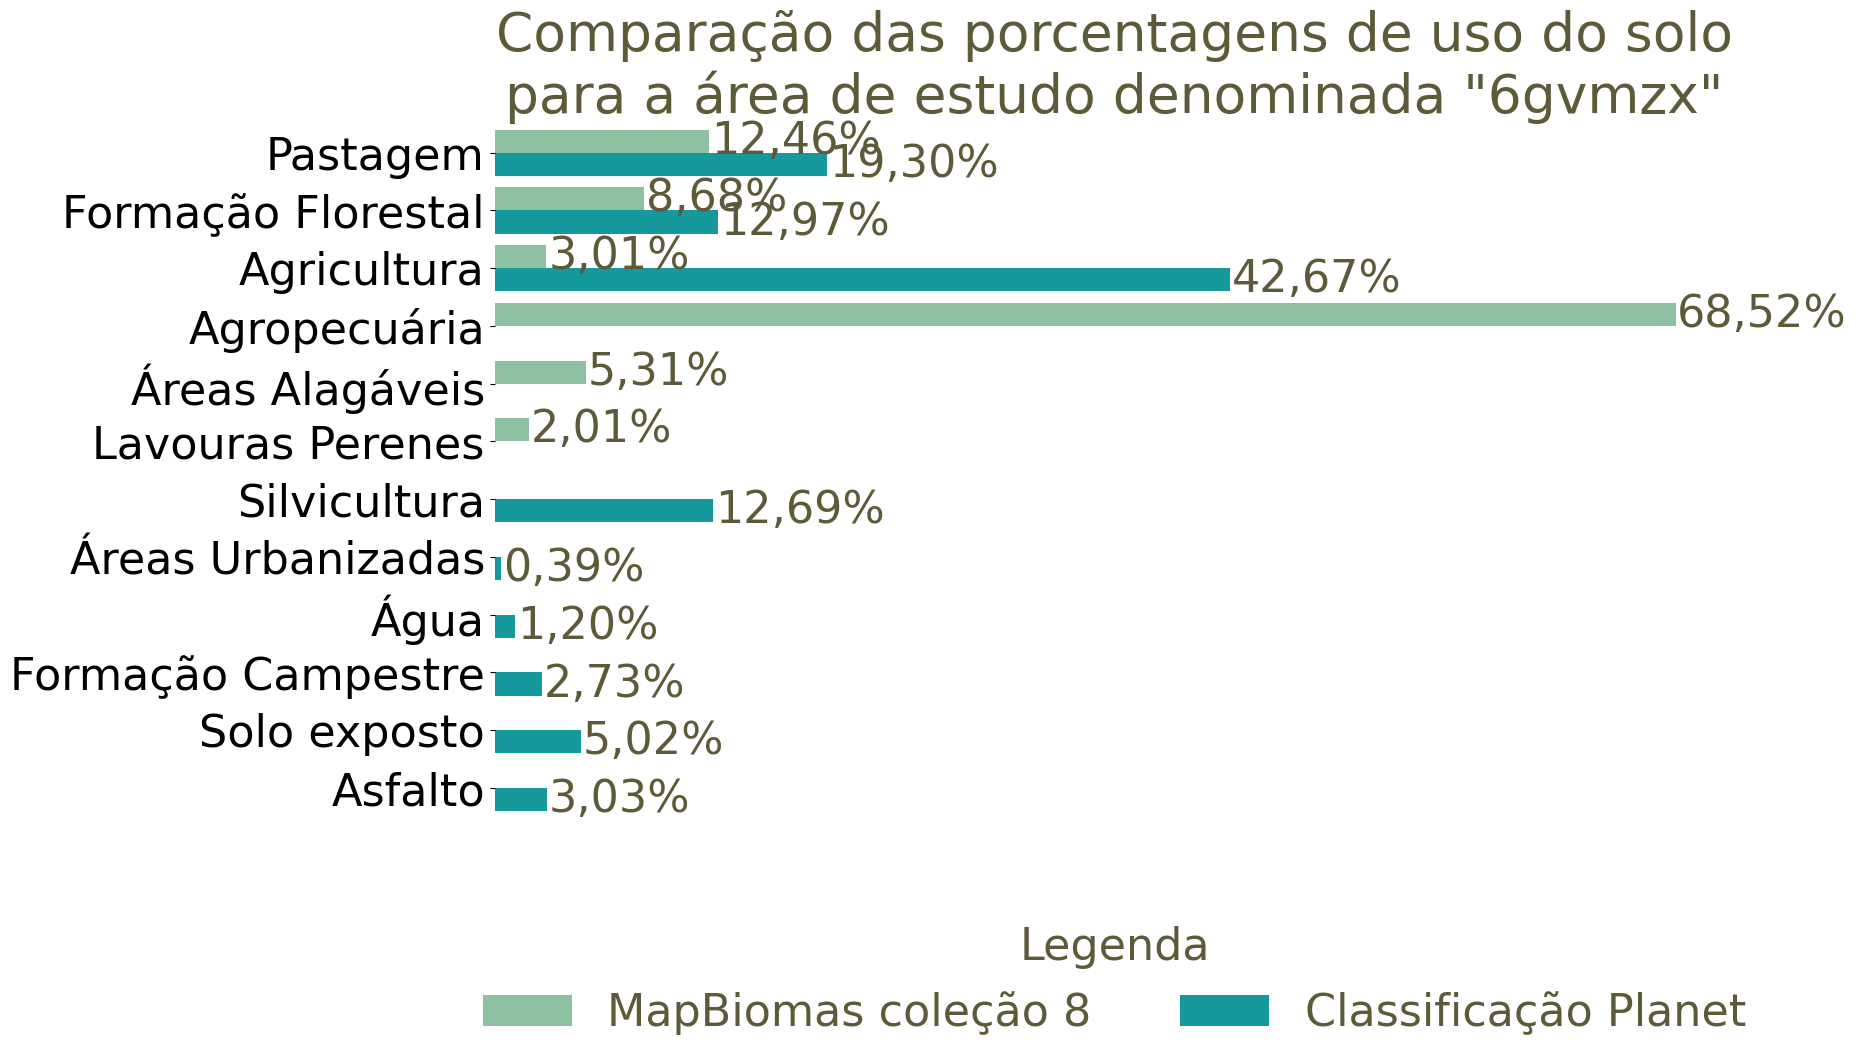 Comparação das porcentagens de uso do solo
para a área de estudo denominada "6gvmzx"
Pastagem
12,46%
19,30%
Formação Florestal
8,68%
12,97%
Agricultura
3,01%
42,67%
Agropecuária
68,52%
Áreas Alagáveis
5,31%
Lavouras Perenes
2,01%
Silvicultura
12,69%
Áreas Urbanizadas
0,39%
Água
1,20%
Formação Campestre
2,73%
Solo exposto
5,02%
Asfalto
3,03%
Legenda
MapBiomas coleção 8
Classificação Planet